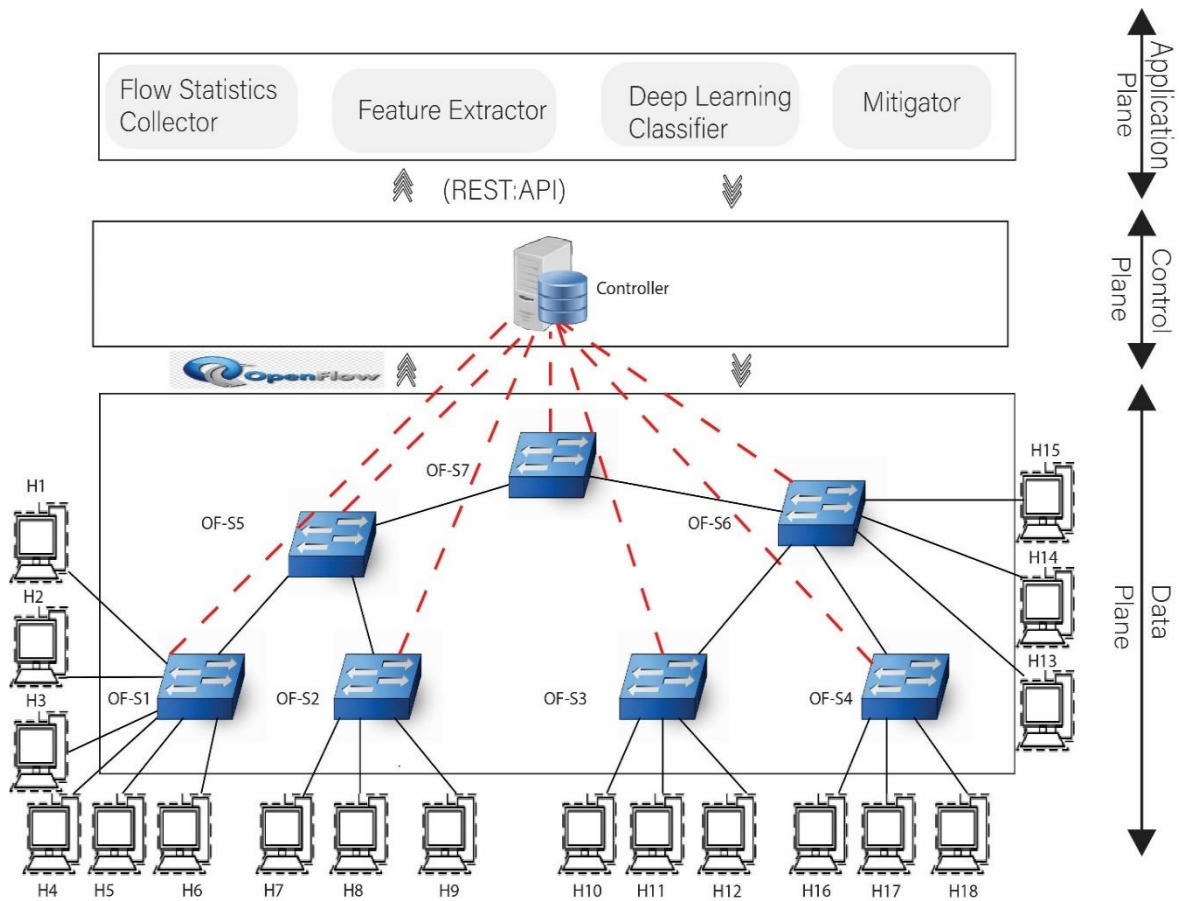 Flow Statistics
Collector
Feature Extractor
Deep Learning
Classifier
Mitigator
Application
Plane
(REST:API)
Controller
Control
Plane
OpenFlow
OF-S7
OF-S5
OF-S6
H1
H2
H3
H15
H14
H13
Data
Plane
OF-S1
OF-S2
OF-S3
OF-S4
H4
H5
H6
H7
H8
H9
H10
H11
H12
H16
H17
H18